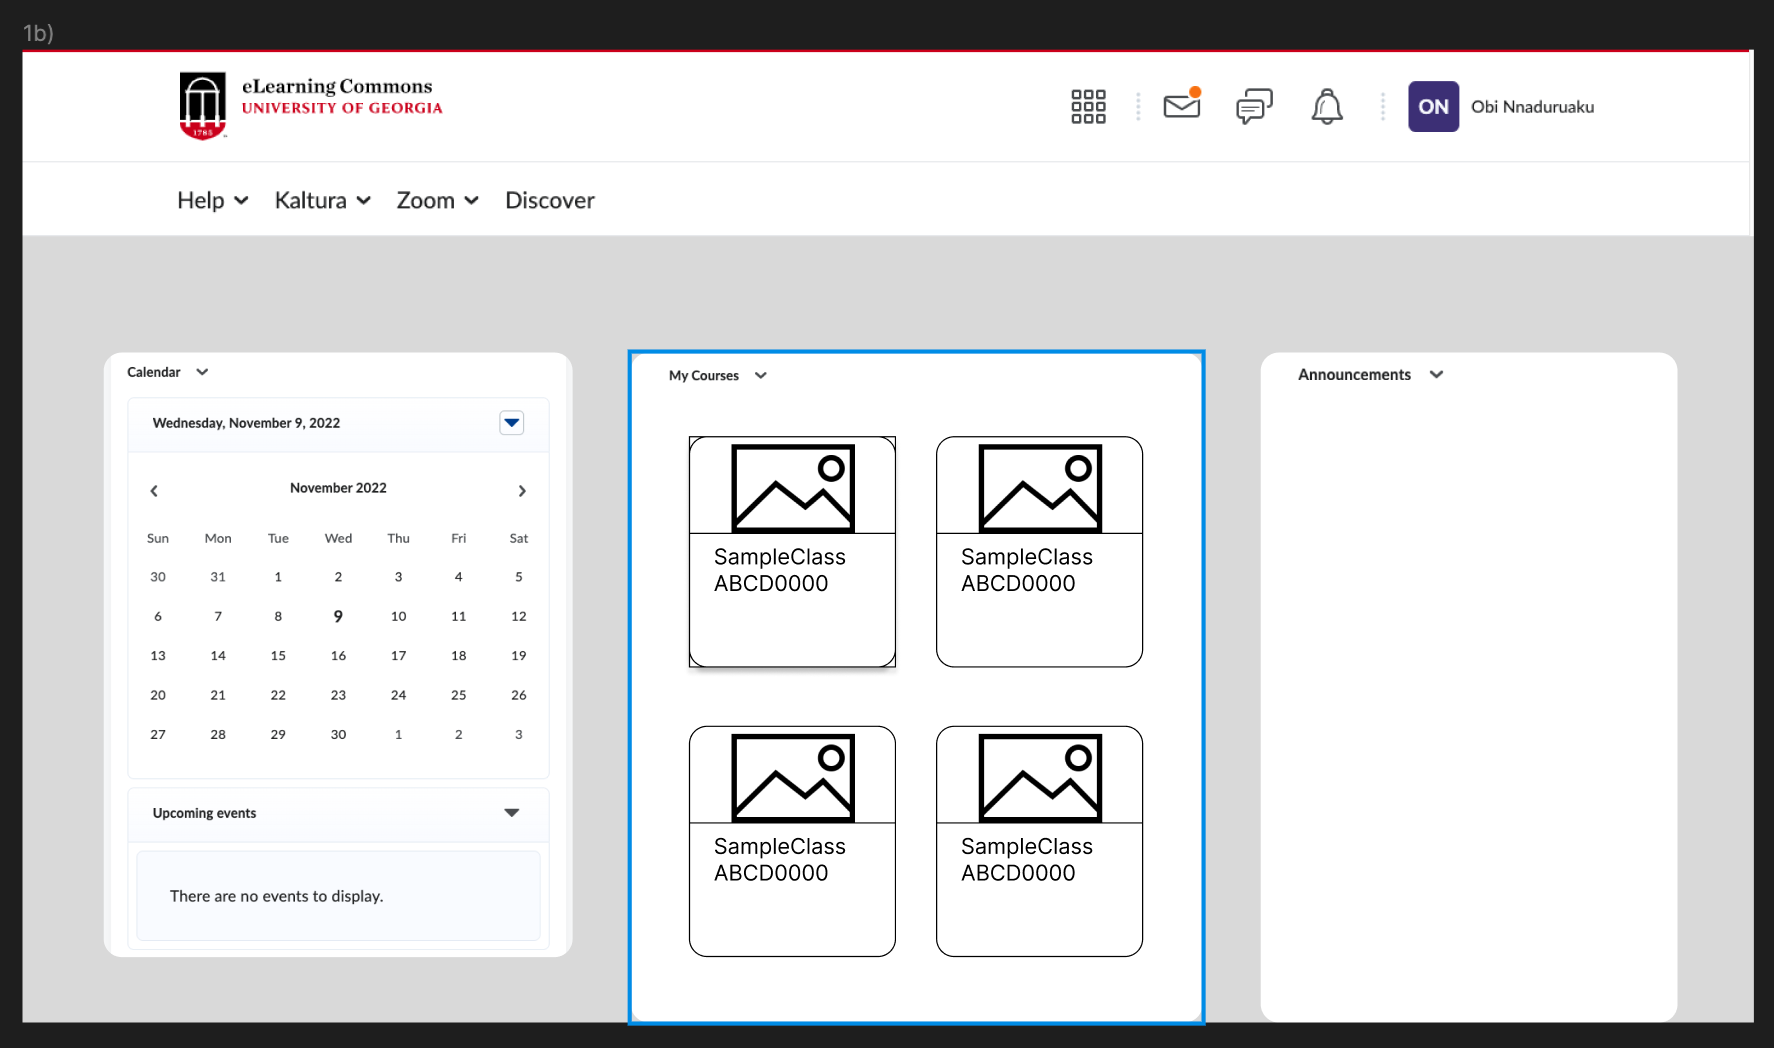 1b)
eLearning Commons
UNIVERSITY OF GEORGIA
1785
ON Obi Nnaduruaku
Help Kaltura Zoom Discover
Calendar
Wednesday, November 9, 2022
November 2022
Sun Mon Tue Wed Thu Fri Sat
30 31 1 2 3 4 5
6 7 8 9 10 11 12
13 14 15 16 17 18 19
20 21 22 23 24 25 26
27 28 29 30 1 2 3
Upcoming events
There are no events to display.
My Courses
SampleClass
ABCD0000
SampleClass
ABCD0000
SampleClass
ABCD0000
SampleClass
ABCD0000
Announcements